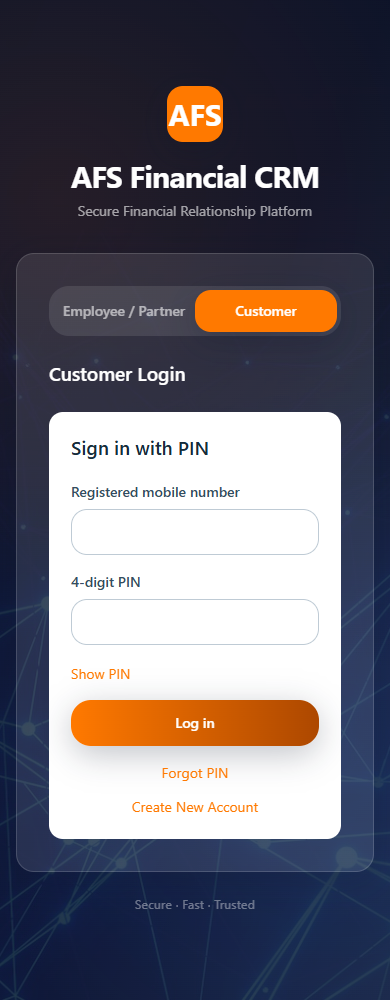 AFS
AFS Financial CRM
Secure Financial Relationship Platform
Employee / Partner
Customer
Customer Login
Sign in with PIN
Registered mobile number
4-digit PIN
Show PIN
Log in
Forgot PIN
Create New Account
Secure · Fast · Trusted